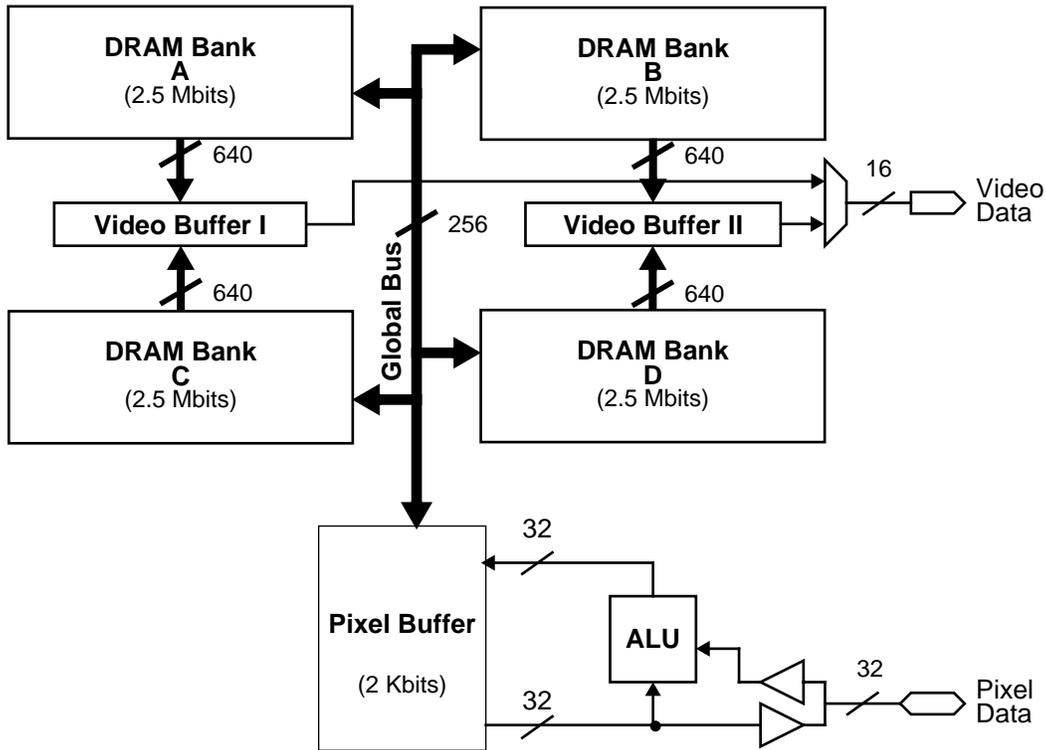 DRAM Bank
A
(2.5 Mbits)
DRAM Bank
B
(2.5 Mbits)
640
640
16
Video
Data
Video Buffer I
256
Video Buffer II
Global Bus
640
640
DRAM Bank
C
(2.5 Mbits)
DRAM Bank
D
(2.5 Mbits)
32
Pixel Buffer
(2 Kbits)
ALU
32
32
Pixel
Data